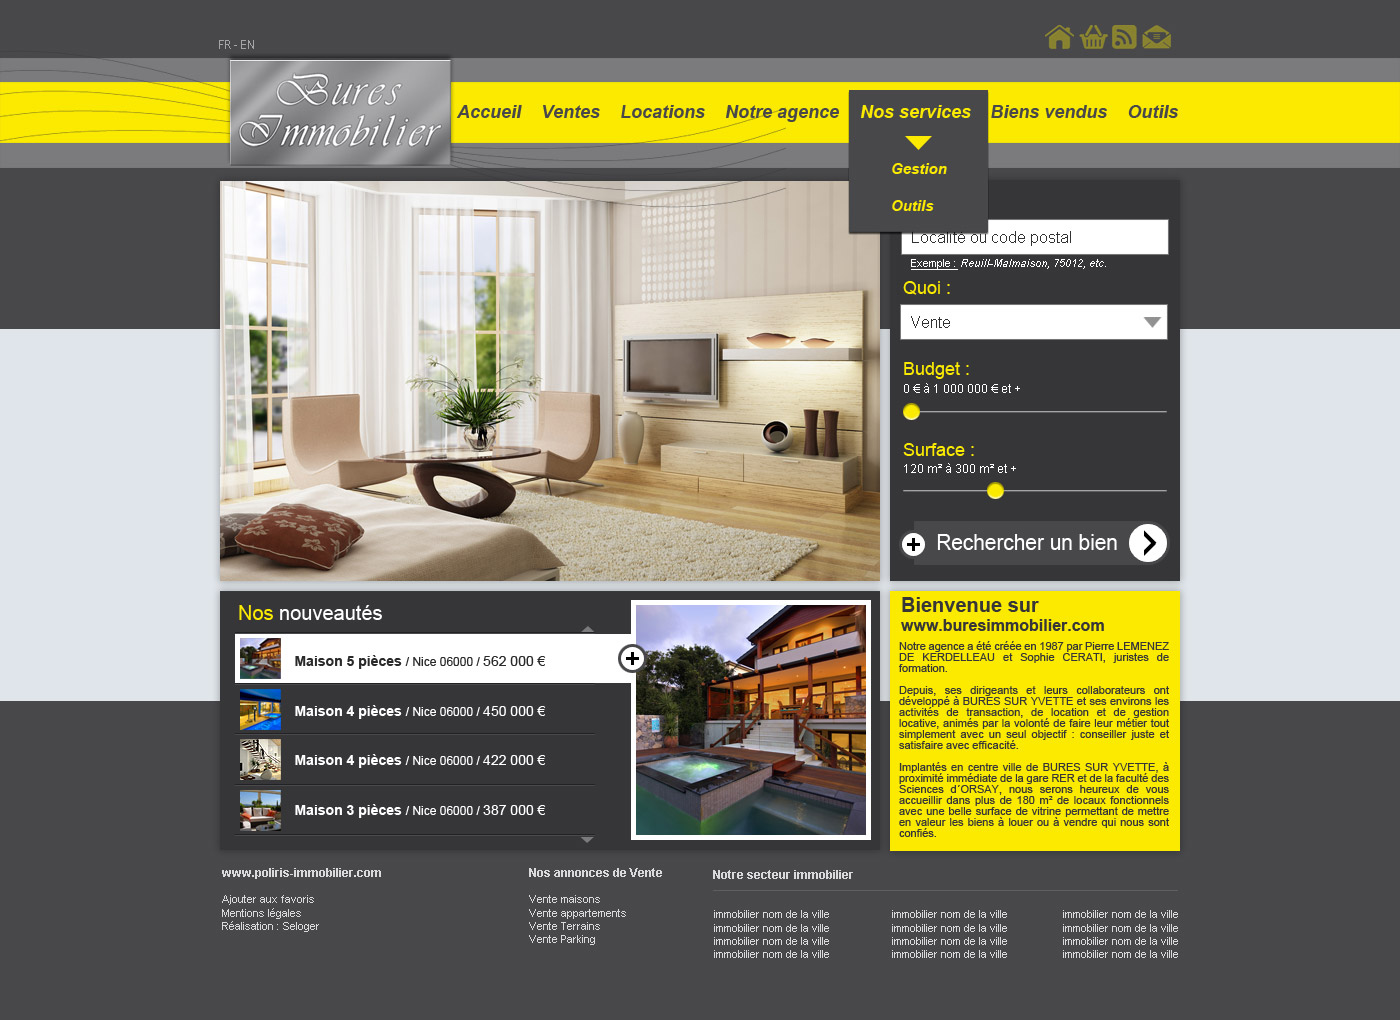 FR - EN
Bures
Immobilier
Accueil
Ventes
Locations
Notre agence
Nos services
Biens vendus
Outils
Gestion
Outils
Localité ou code postal
Exemple : Reuill-Malmaison, 75012, etc.
Quoi :
Vente
Budget :
0 € à 1 000 000 € et +
Surface :
120 m² à 300 m² et +
Rechercher un bien
Nos nouveautés
Maison 5 pièces / Nice 06000 / 562 000 €
Maison 4 pièces / Nice 06000 / 450 000 €
Maison 4 pièces / Nice 06000 / 422 000 €
Maison 3 pièces / Nice 06000 / 387 000 €
Bienvenue sur
www.buresimmobilier.com
Notre agence a été créée en 1987 par Pierre LEMENEZ
DE KERDELLEAU et Sophie CERATI, juristes de
formation.
Depuis, ses dirigeants et leurs collaborateurs ont
développé à BURES SUR YVETTE et ses environs les
activités de transaction, de location et de gestion
locative, animés par la volonté de faire leur métier tout
simplement avec un seul objectif : conseiller juste et
satisfaire avec efficacité.
Implantés en centre ville de BURES SUR YVETTE, à
proximité immédiate de la gare RER et de la faculté des
Sciences d´ORSAY, nous serons heureux de vous
accueillir dans plus de 180 m² de locaux fonctionnels
avec une belle surface de vitrine permettant de mettre
en valeur les biens à louer ou à vendre qui nous sont
confiés.
www.poliris-immobilier.com
Ajouter aux favoris
Mentions légales
Réalisation : Seloger
Nos annonces de Vente
Vente maisons
Vente appartements
Vente Terrains
Vente Parking
Notre secteur immobilier
immobilier nom de la ville
immobilier nom de la ville
immobilier nom de la ville
immobilier nom de la ville
immobilier nom de la ville
immobilier nom de la ville
immobilier nom de la ville
immobilier nom de la ville
immobilier nom de la ville
immobilier nom de la ville
immobilier nom de la ville
immobilier nom de la ville